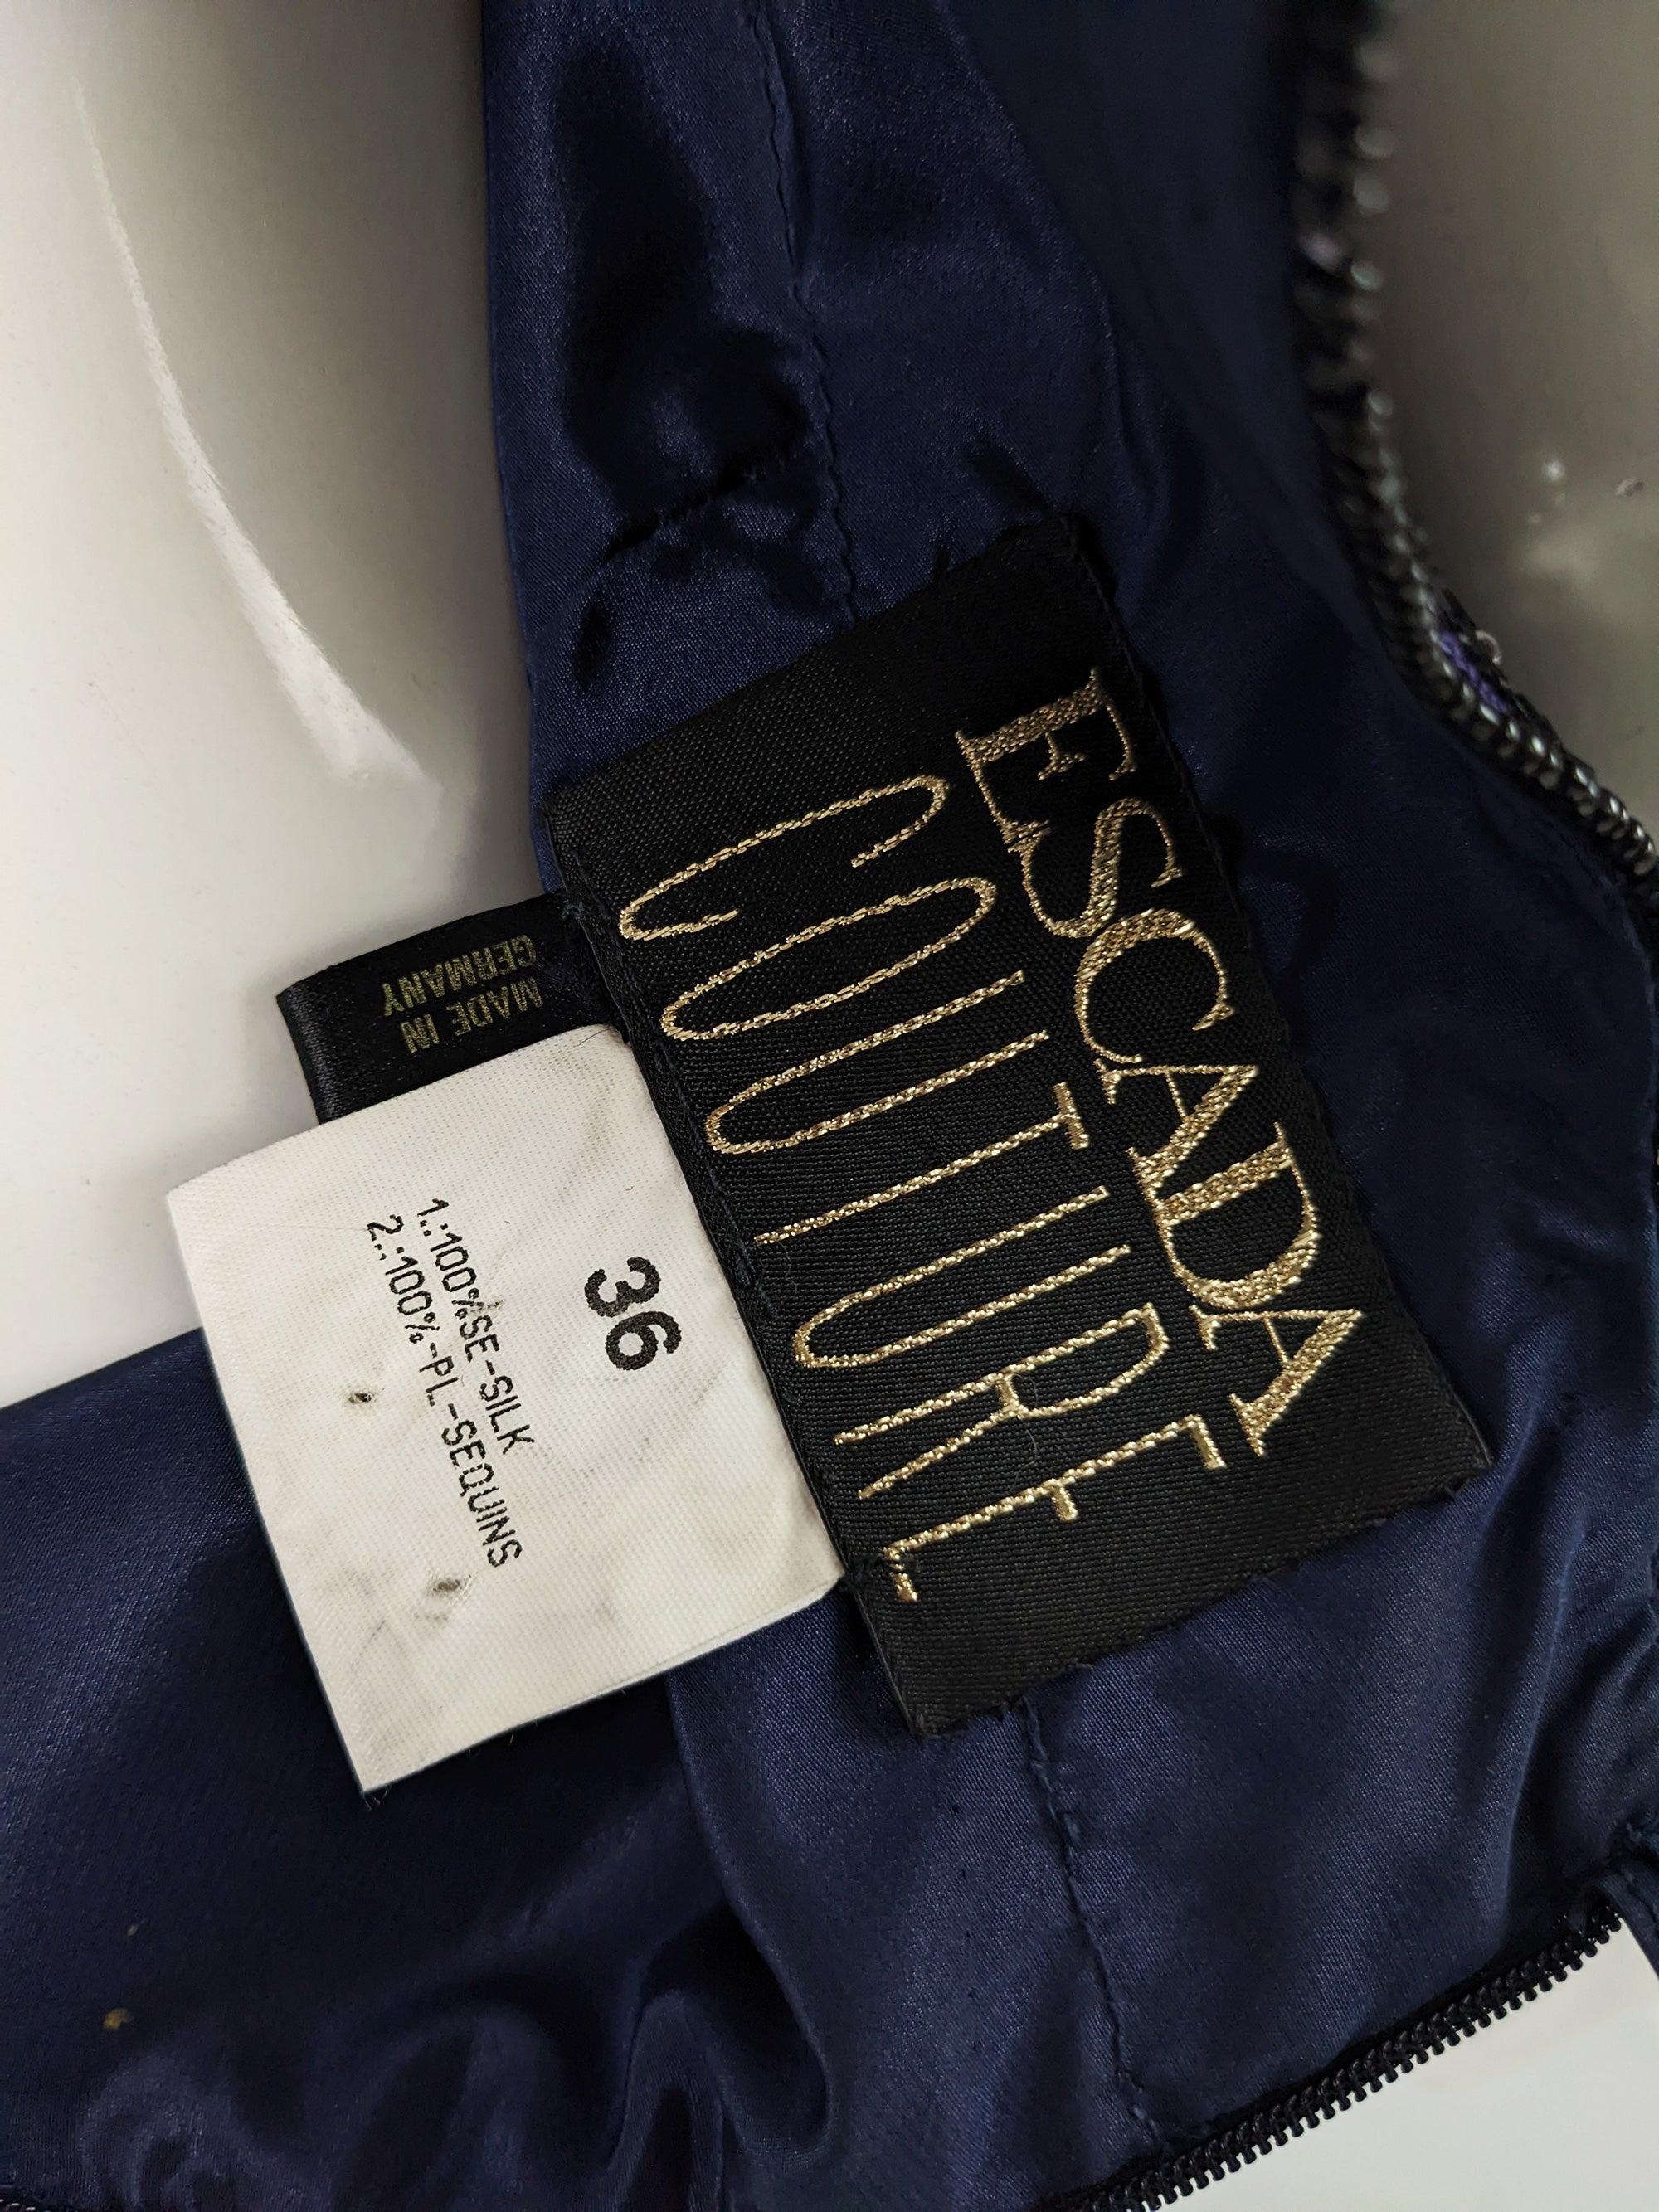 ESCADA
COUTURE
MADE IN
GERMANY
36
1.:100%SE-SILK
2.:100%-PL-SEQUINS